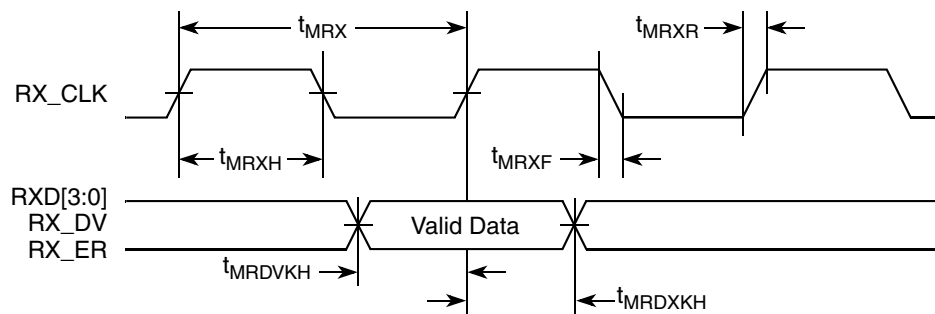 tMRX
tMRXR
RX_CLK
tMRXH
tMRXF
RXD[3:0]
RX_DV
Valid Data
RX_ER
tMRDVKH
tMRDXKH